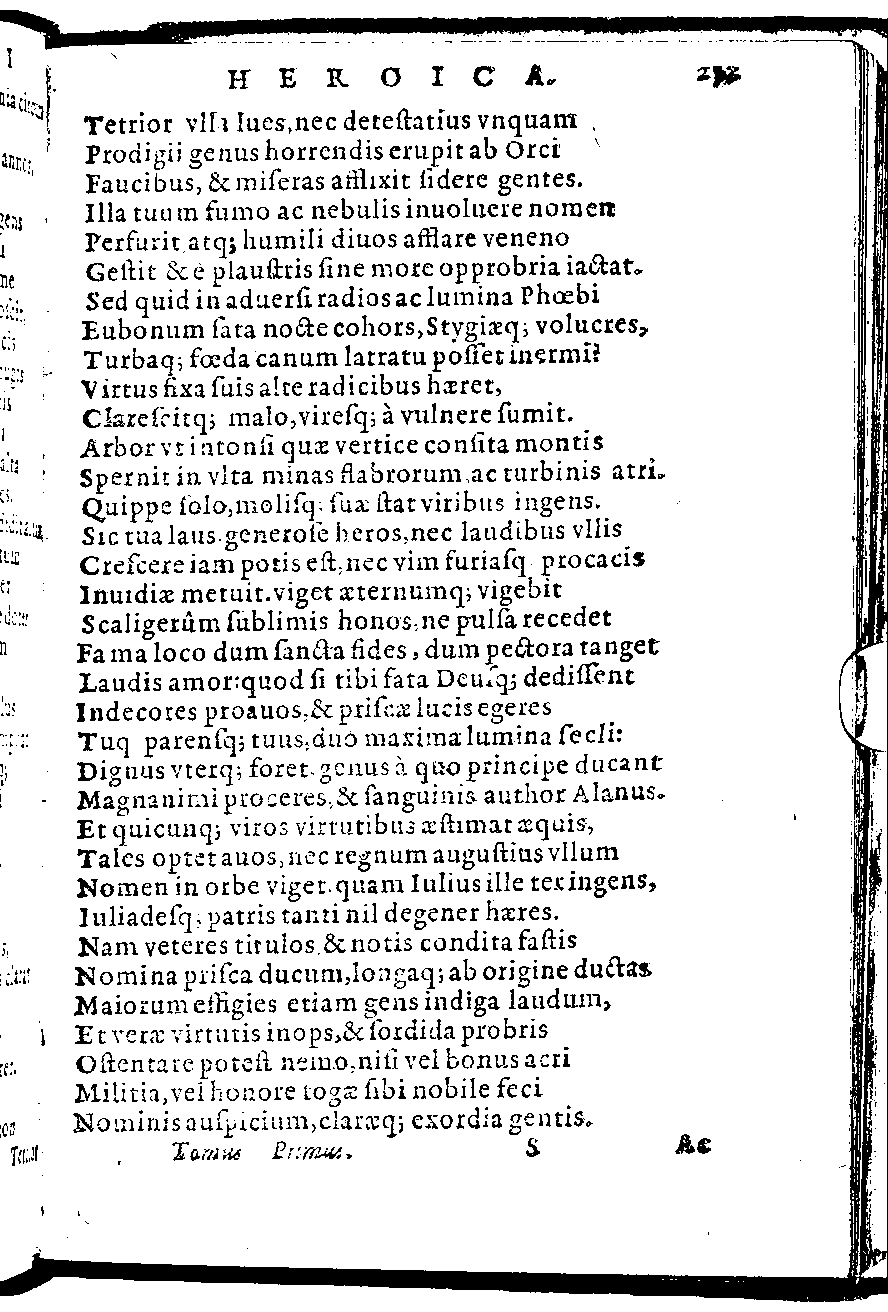 HEROICA.
Tetrior vlla lues,nec deteſtatius vnquam
Prodigii genus horrendis erupit ab Orci
Faucibus, & miſeras afflixit ſidere gentes.
Illa tuum fumo ac nebulis inuoluere nomen
Perfurit atq; humili diuos afflare veneno
Geſtit & è plauſtris ſine more opprobria iactat.
Sed quid in aduerſi radios ac lumina Phœbi
Eubonum ſata nocte cohors, Stygiæq; volucres,
Turbaq; fœda canum latratu poſſet inermi?
Virtus fixa ſuis alte radicibus hæret,
Clareſcitq; malo,vireſq; à vulnere ſumit.
Arbor vt intonſi quæ vertice conſita montis
Spernit inulta minas flabrorum,ac turbinis atri.
Quippe ſolo,moliſq; ſuæ ſtat viribus ingens.
Sic tua laus.generoſe heros,nec laudibus vllis
Creſcere iam potis eſt,nec vim furiaſq procacis
Inuidiæ metuit.viget æternumq; vigebit
Scaligerûm ſublimis honos,ne pulſa recedet
Fama loco dum ſancta fides, dum pectora tanget
Laudis amor:quod ſi tibi fata Deuſq; dediſſent
Indecores proauos,& priſcæ lucis egeres
Tuq parenſq; tuus,duo maxima lumina ſecli:
Dignus vterq; foret.genus à quo principe ducant
Magnanimi proceres,& ſanguinis author Alanus.
Et quicunq; viros virtutibus æſtimat æquis,
Tales optet auos,nec regnum auguſtius vllum
Nomen in orbe viget.quam Iulius ille ter ingens,
Iuliadeſq; patris tanti nil degener hæres.
Nam veteres titulos,& notis condita faſtis
Nomina priſca ducum,longaq; ab origine ductas
Maiorum effigies etiam gens indiga laudum,
Et veræ virtutis inops,& ſordida probris
Oſtentare poteſt nemo,niſi vel bonus acri
Militia,vel honore togæ ſibi nobile feci
Nominis auſpicium,claræq; exordia gentis.
Tomus Primus. S Ac